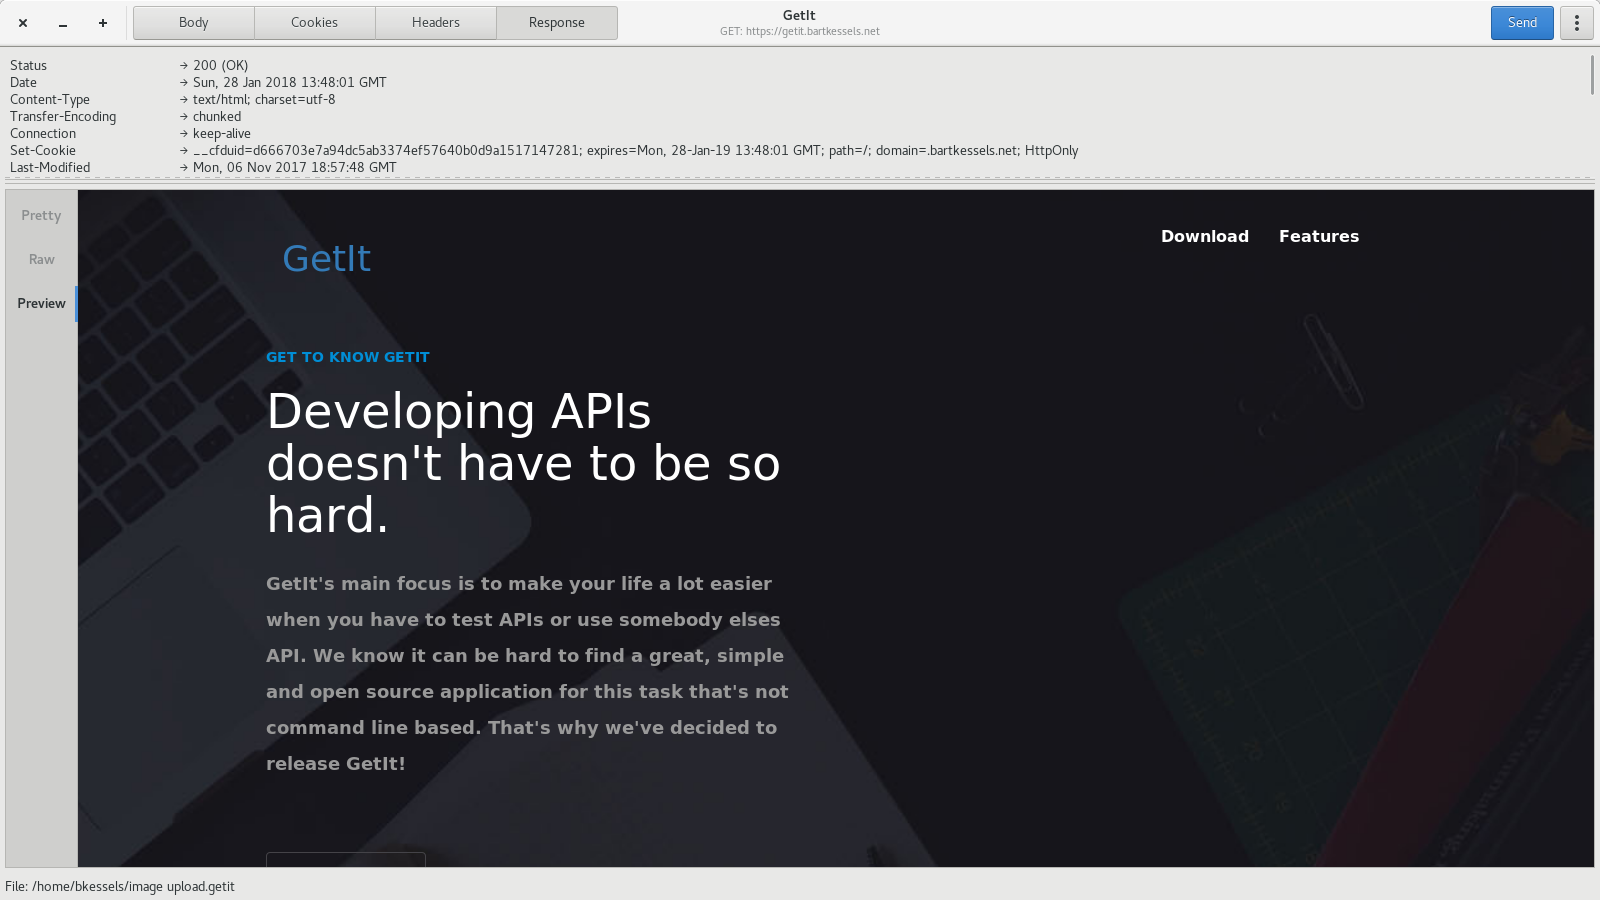 Body Cookies Headers Response
GetIt
GET: https://getit.bartkessels.net
Send
Status → 200 (OK)
Date → Sun, 28 Jan 2018 13:48:01 GMT
Content-Type → text/html; charset=utf-8
Transfer-Encoding → chunked
Connection → keep-alive
Set-Cookie → __cfduid=d666703e7a94dc5ab3374ef57640b0d9a1517147281; expires=Mon, 28-Jan-19 13:48:01 GMT; path=/; domain=.bartkessels.net; HttpOnly
Last-Modified → Mon, 06 Nov 2017 18:57:48 GMT
Pretty
Raw
Preview
GetIt
Download Features
GET TO KNOW GETIT
Developing APIs
doesn't have to be so
hard.
GetIt's main focus is to make your life a lot easier
when you have to test APIs or use somebody elses
API. We know it can be hard to find a great, simple
and open source application for this task that's not
command line based. That's why we've decided to
release GetIt!
File: /home/bkessels/image upload.getit